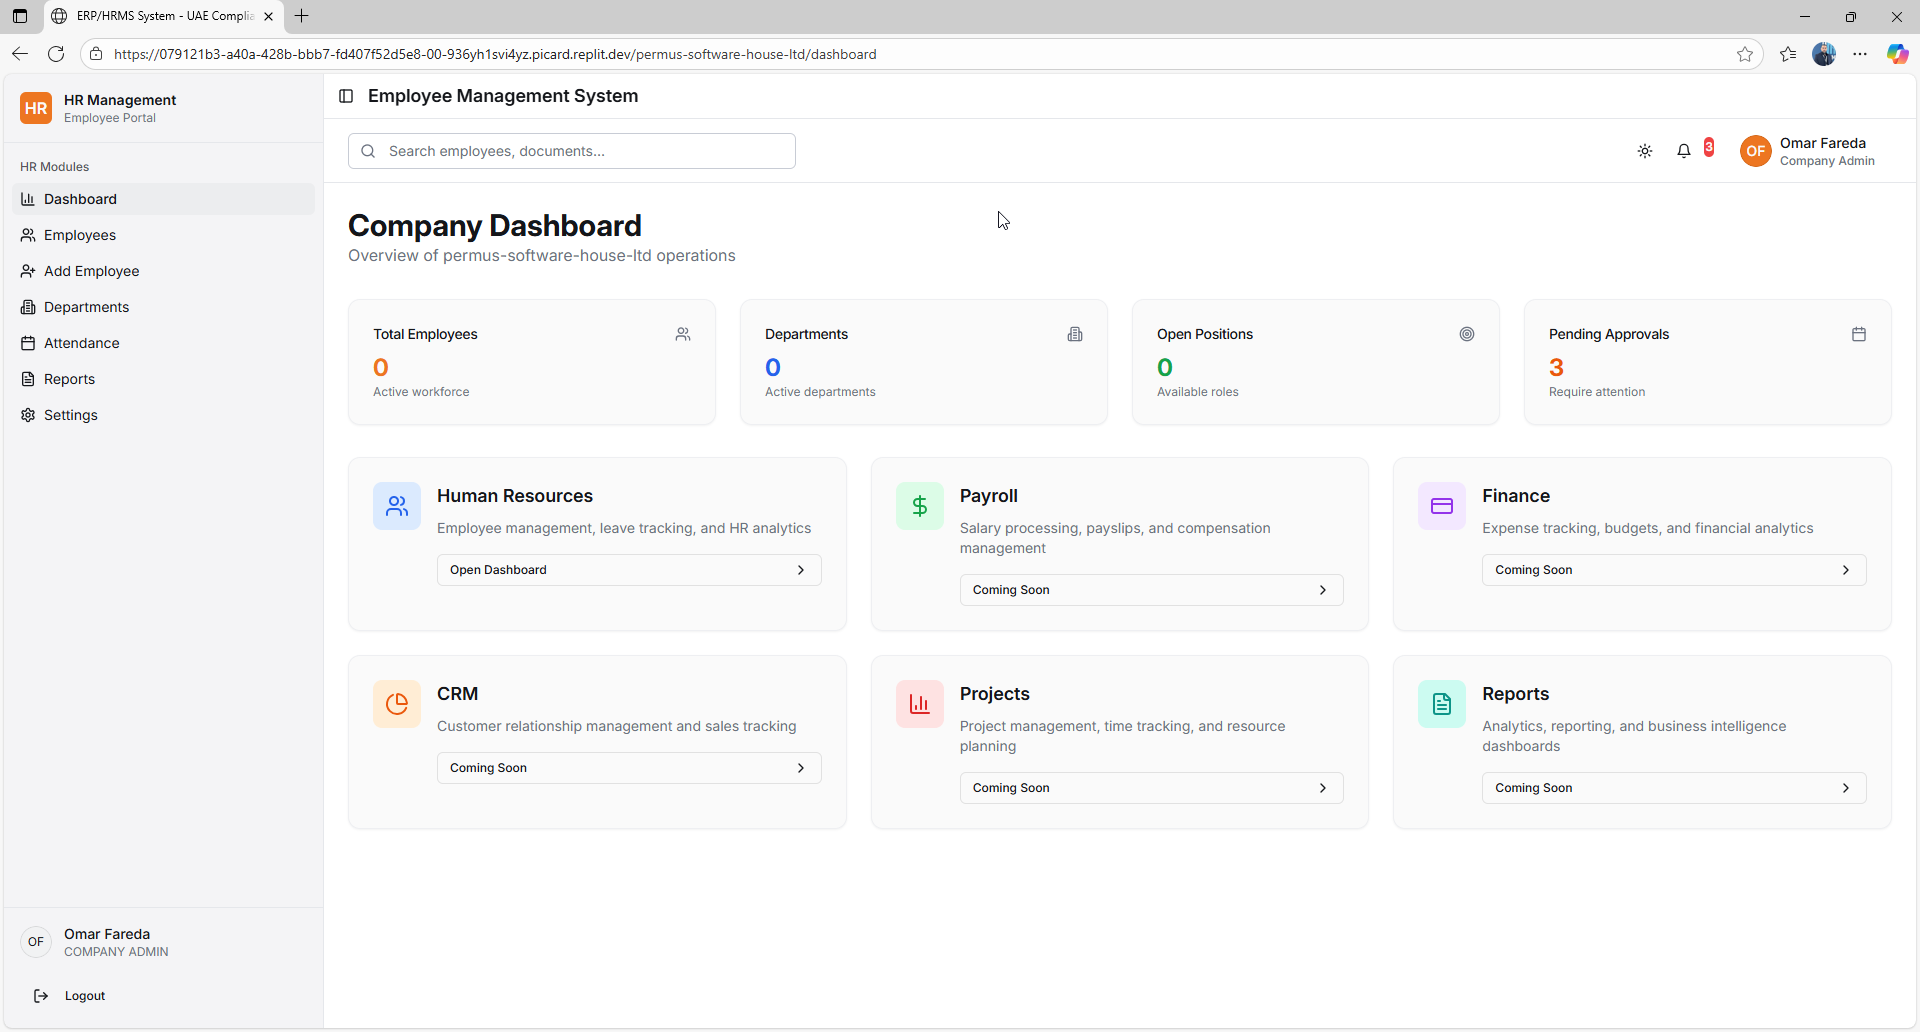 ERP/HRMS System - UAE Complia
https://079121b3-a40a-428b-bbb7-fd407f52d5e8-00-936yh1svi4yz.picard.replit.dev/permus-software-house-ltd/dashboard
HR
HR Management
Employee Portal
HR Modules
Dashboard
Employees
Add Employee
Departments
Attendance
Reports
Settings
OF
Omar Fareda
COMPANY ADMIN
Logout
Employee Management System
Search employees, documents...
3
OF
Omar Fareda
Company Admin
Company Dashboard
Overview of permus-software-house-ltd operations
Total Employees
0
Active workforce
Departments
0
Active departments
Open Positions
0
Available roles
Pending Approvals
3
Require attention
Human Resources
Employee management, leave tracking, and HR analytics
Open Dashboard
Payroll
Salary processing, payslips, and compensation
management
Coming Soon
Finance
Expense tracking, budgets, and financial analytics
Coming Soon
CRM
Customer relationship management and sales tracking
Coming Soon
Projects
Project management, time tracking, and resource
planning
Coming Soon
Reports
Analytics, reporting, and business intelligence
dashboards
Coming Soon